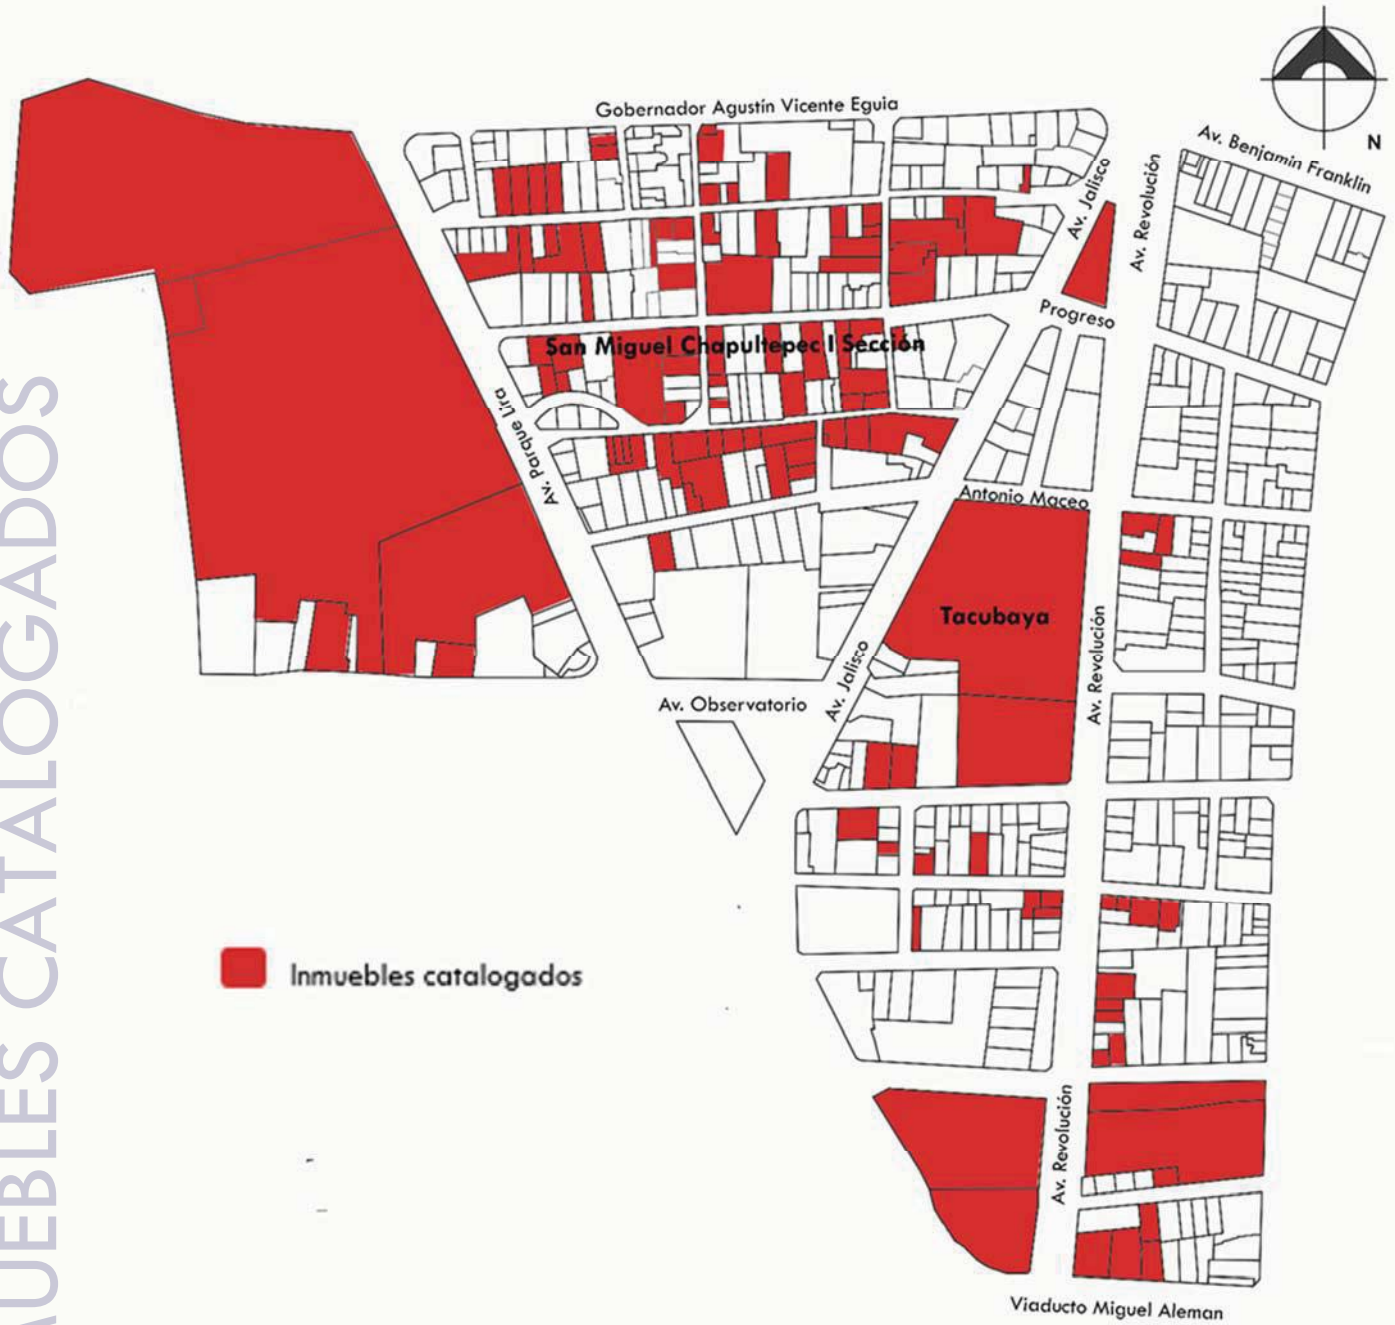 Gobernador Agustín Vicente Eguia
N
Av. Benjamin Franklin
Av. Jalisco
Av. Revolución
Progreso
San Miguel Chapultepec I Sección
Av. Parque Lira
Antonio Maceo
Tacubaya
Av. Revolución
Av. Jalisco
Av. Observatorio
Inmuebles catalogados
Av. Revolución
Viaducto Miguel Aleman
UEBLES CATALOGADOS